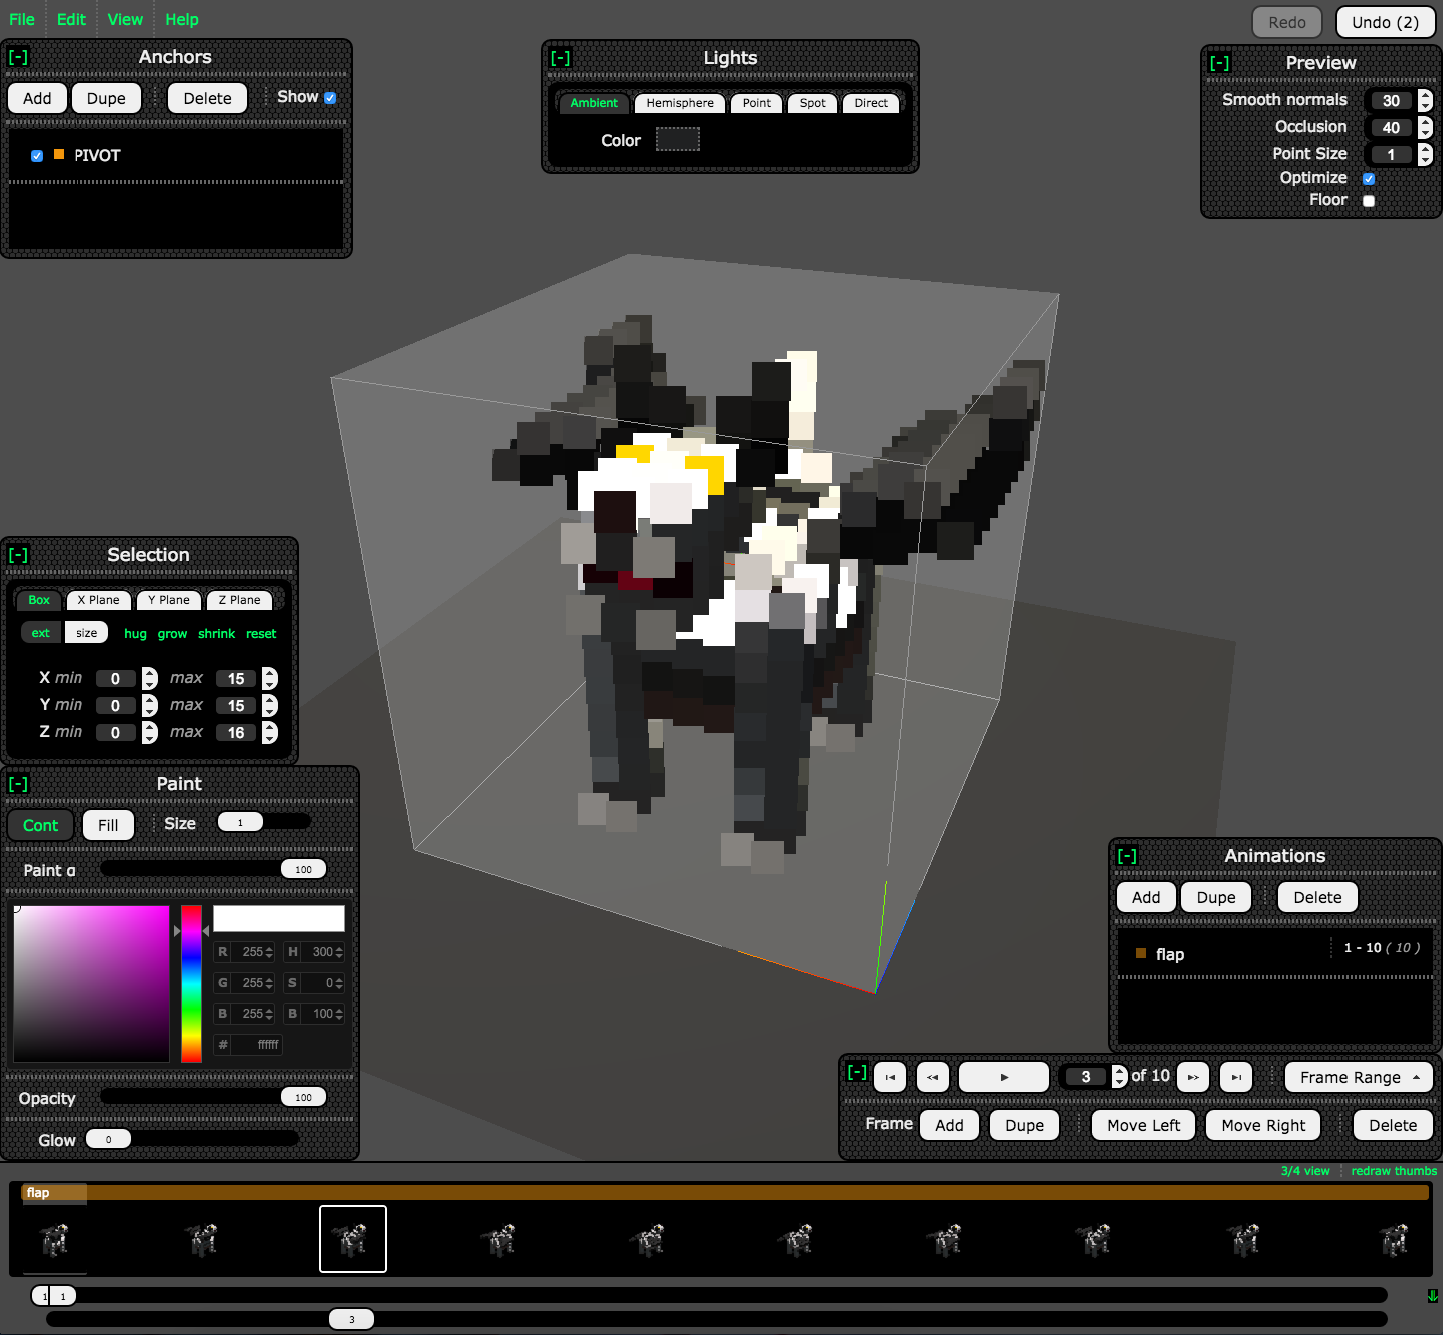 File Edit View Help
Redo Undo (2)
[-] Anchors
Add Dupe Delete Show
PIVOT
[-] Lights
Ambient Hemisphere Point Spot Direct
Color
[-] Preview
Smooth normals 30
Occlusion 40
Point Size 1
Optimize
Floor
[-] Selection
Box X Plane Y Plane Z Plane
ext size hug grow shrink reset
X min 0 max 15
Y min 0 max 15
Z min 0 max 16
[-] Paint
Cont Fill Size 1
Paint α 100
R 255 H 300
G 255 S 0
B 255 B 100
# ffffff
Opacity 100
Glow 0
[-] Animations
Add Dupe Delete
flap 1 - 10 ( 10 )
[-] 3 of 10 Frame Range
Frame Add Dupe Move Left Move Right Delete
3/4 view redraw thumbs
flap
1 1
3